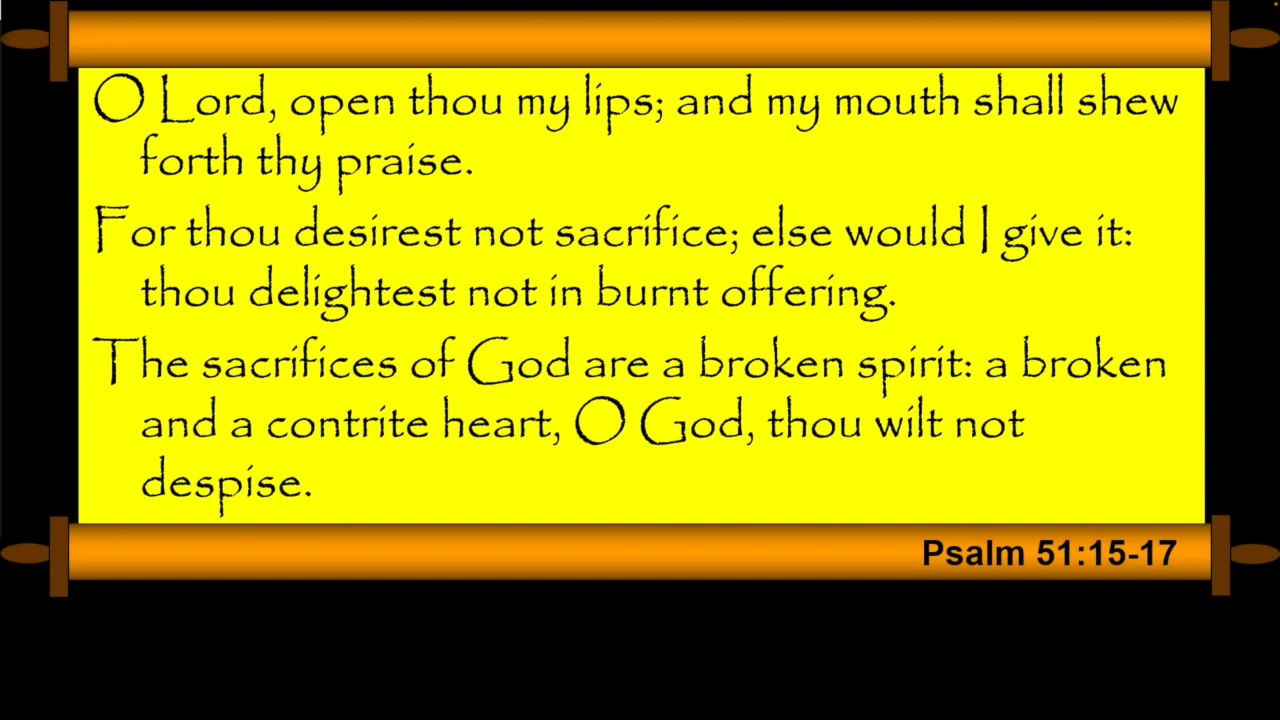 O Lord, open thou my lips; and my mouth shall shew
forth thy praise.
For thou desirest not sacrifice; else would I give it:
thou delightest not in burnt offering.
The sacrifices of God are a broken spirit: a broken
and a contrite heart, O God, thou wilt not
despise.
Psalm 51:15-17